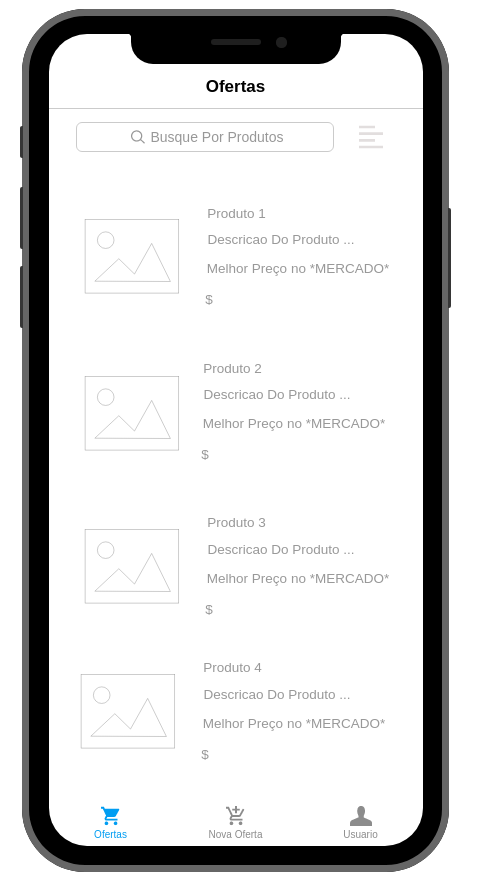 Ofertas
Busque Por Produtos
Produto 1
Descricao Do Produto ...
Melhor Preço no *MERCADO*
$
Produto 2
Descricao Do Produto ...
Melhor Preço no *MERCADO*
$
Produto 3
Descricao Do Produto ...
Melhor Preço no *MERCADO*
$
Produto 4
Descricao Do Produto ...
Melhor Preço no *MERCADO*
$
Ofertas
Nova Oferta
Usuario